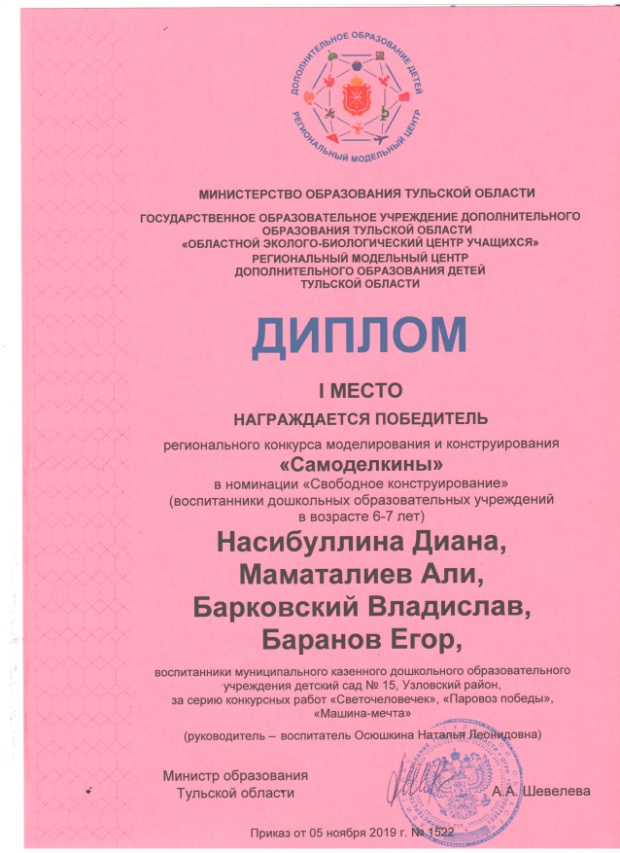 ДОПОЛНИТЕЛЬНОЕ ОБРАЗОВАНИЕ ДЕТЕЙ
РЕГИОНАЛЬНЫЙ МОДЕЛЬНЫЙ ЦЕНТР
МИНИСТЕРСТВО ОБРАЗОВАНИЯ ТУЛЬСКОЙ ОБЛАСТИ
ГОСУДАРСТВЕННОЕ ОБРАЗОВАТЕЛЬНОЕ УЧРЕЖДЕНИЕ ДОПОЛНИТЕЛЬНОГО
ОБРАЗОВАНИЯ ТУЛЬСКОЙ ОБЛАСТИ
«ОБЛАСТНОЙ ЭКОЛОГО-БИОЛОГИЧЕСКИЙ ЦЕНТР УЧАЩИХСЯ»
РЕГИОНАЛЬНЫЙ МОДЕЛЬНЫЙ ЦЕНТР
ДОПОЛНИТЕЛЬНОГО ОБРАЗОВАНИЯ ДЕТЕЙ
ТУЛЬСКОЙ ОБЛАСТИ
ДИПЛОМ
I МЕСТО
НАГРАЖДАЕТСЯ ПОБЕДИТЕЛЬ
регионального конкурса моделирования и конструирования
«Самоделкины»
в номинации «Свободное конструирование»
(воспитанники дошкольных образовательных учреждений
в возрасте 6-7 лет)
Насибуллина Диана,
Маматалиев Али,
Барковский Владислав,
Баранов Егор,
воспитанники муниципального казенного дошкольного образовательного
учреждения детский сад № 15, Узловский район,
за серию конкурсных работ «Светочеловечек», «Паровоз победы»,
«Машина-мечта»
(руководитель – воспитатель Осюшкина Наталья Леонидовна)
Министр образования
Тульской области
А.А. Шевелева
Приказ от 05 ноября 2019 г. № 1522